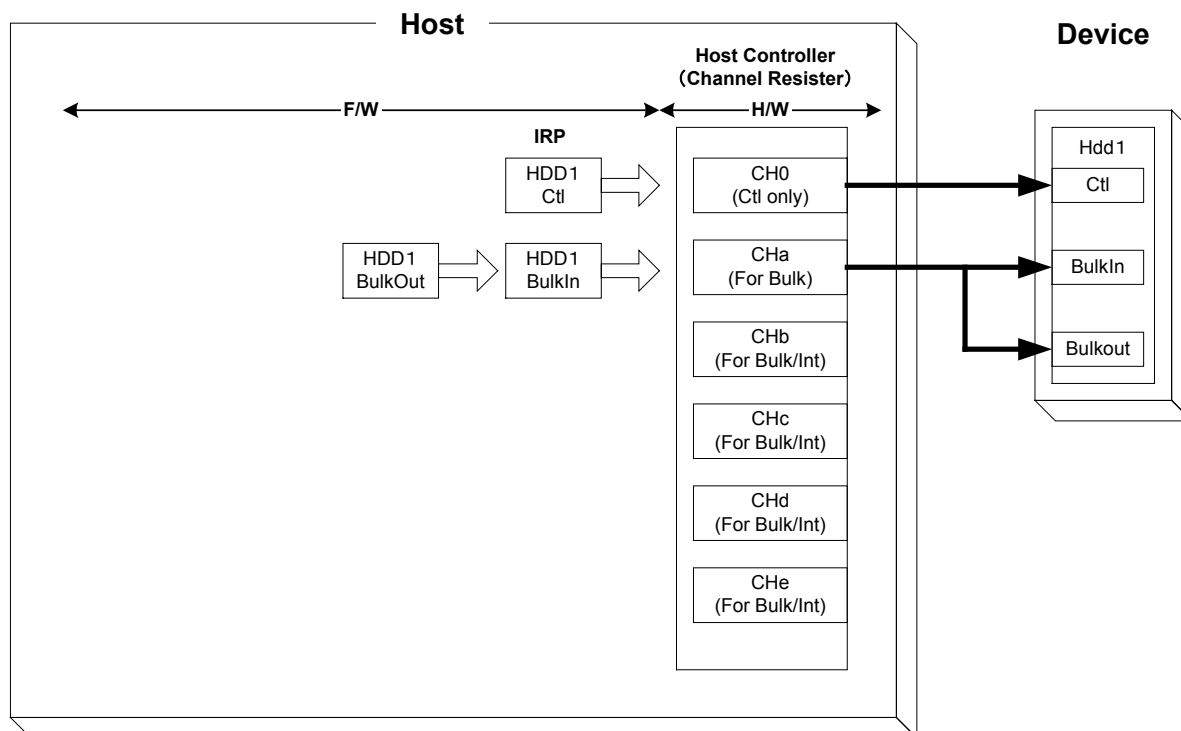 Host
Device
Host Controller
（Channel Resister）
F/W
H/W
IRP
HDD1
Ctl
CH0
(Ctl only)
Hdd1
Ctl
HDD1
BulkOut
HDD1
BulkIn
CHa
(For Bulk)
BulkIn
CHb
(For Bulk/Int)
Bulkout
CHc
(For Bulk/Int)
CHd
(For Bulk/Int)
CHe
(For Bulk/Int)